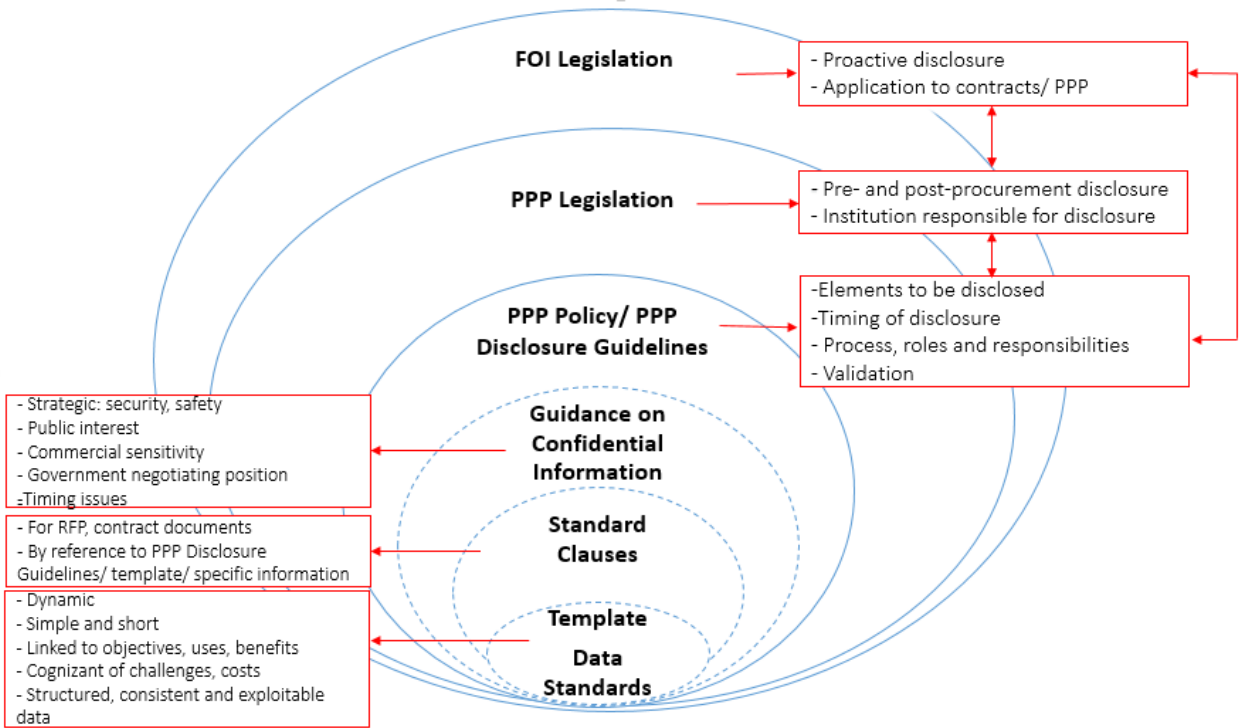 FOI Legislation
- Proactive disclosure
- Application to contracts/ PPP
PPP Legislation
- Pre- and post-procurement disclosure
- Institution responsible for disclosure
PPP Policy/ PPP
Disclosure Guidelines
-Elements to be disclosed
-Timing of disclosure
- Process, roles and responsibilities
- Validation
Guidance on
Confidential
Information
- Strategic: security, safety
- Public interest
- Commercial sensitivity
- Government negotiating position
-Timing issues
Standard
Clauses
- For RFP, contract documents
- By reference to PPP Disclosure
Guidelines/ template/ specific information
Template
Data
Standards
- Dynamic
- Simple and short
- Linked to objectives, uses, benefits
- Cognizant of challenges, costs
- Structured, consistent and exploitable
data